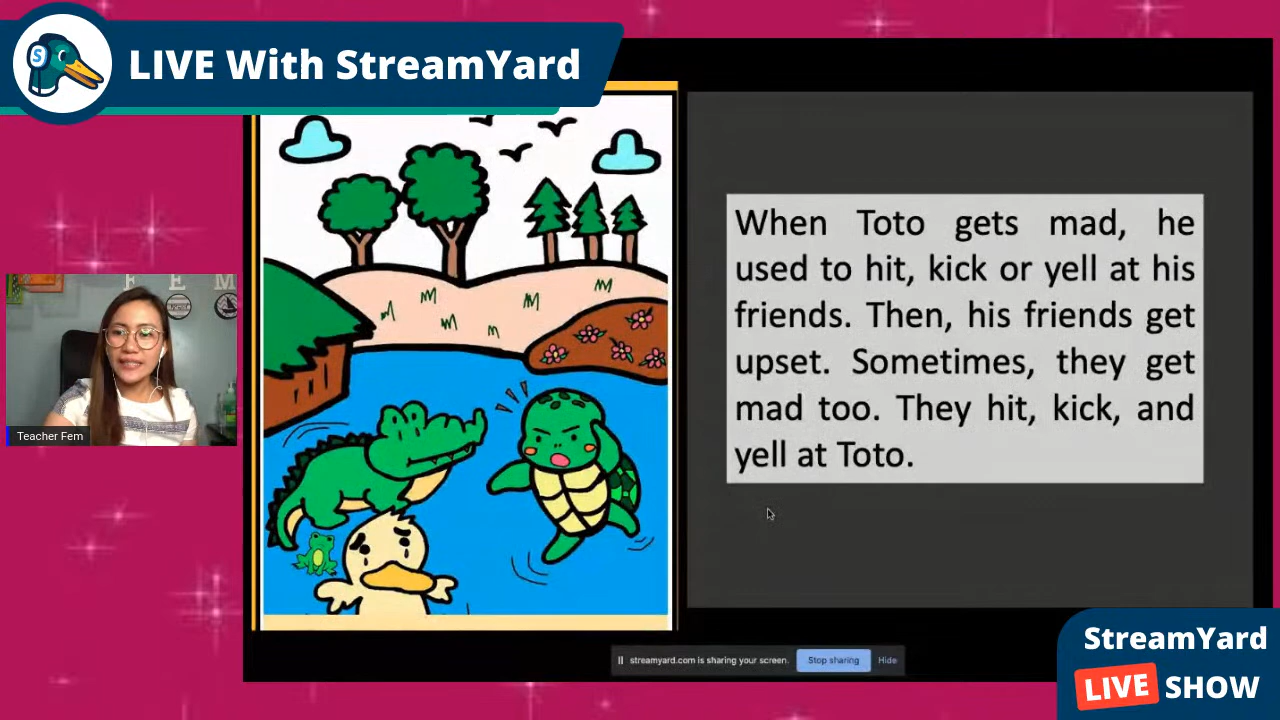 S
LIVE With StreamYard
F E M
Teacher Fem
When Toto gets mad, he
used to hit, kick or yell at his
friends. Then, his friends get
upset. Sometimes, they get
mad too. They hit, kick, and
yell at Toto.
streamyard.com is sharing your screen.
Stop sharing
Hide
StreamYard
LIVE SHOW